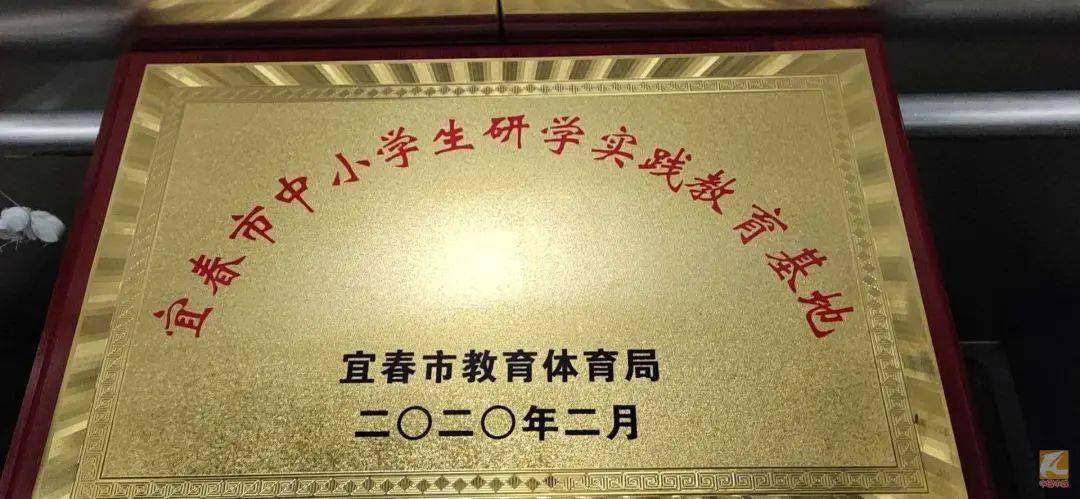 宜春市中小学生研学实践教育基地
宜春市教育体育局
二〇二〇年二月